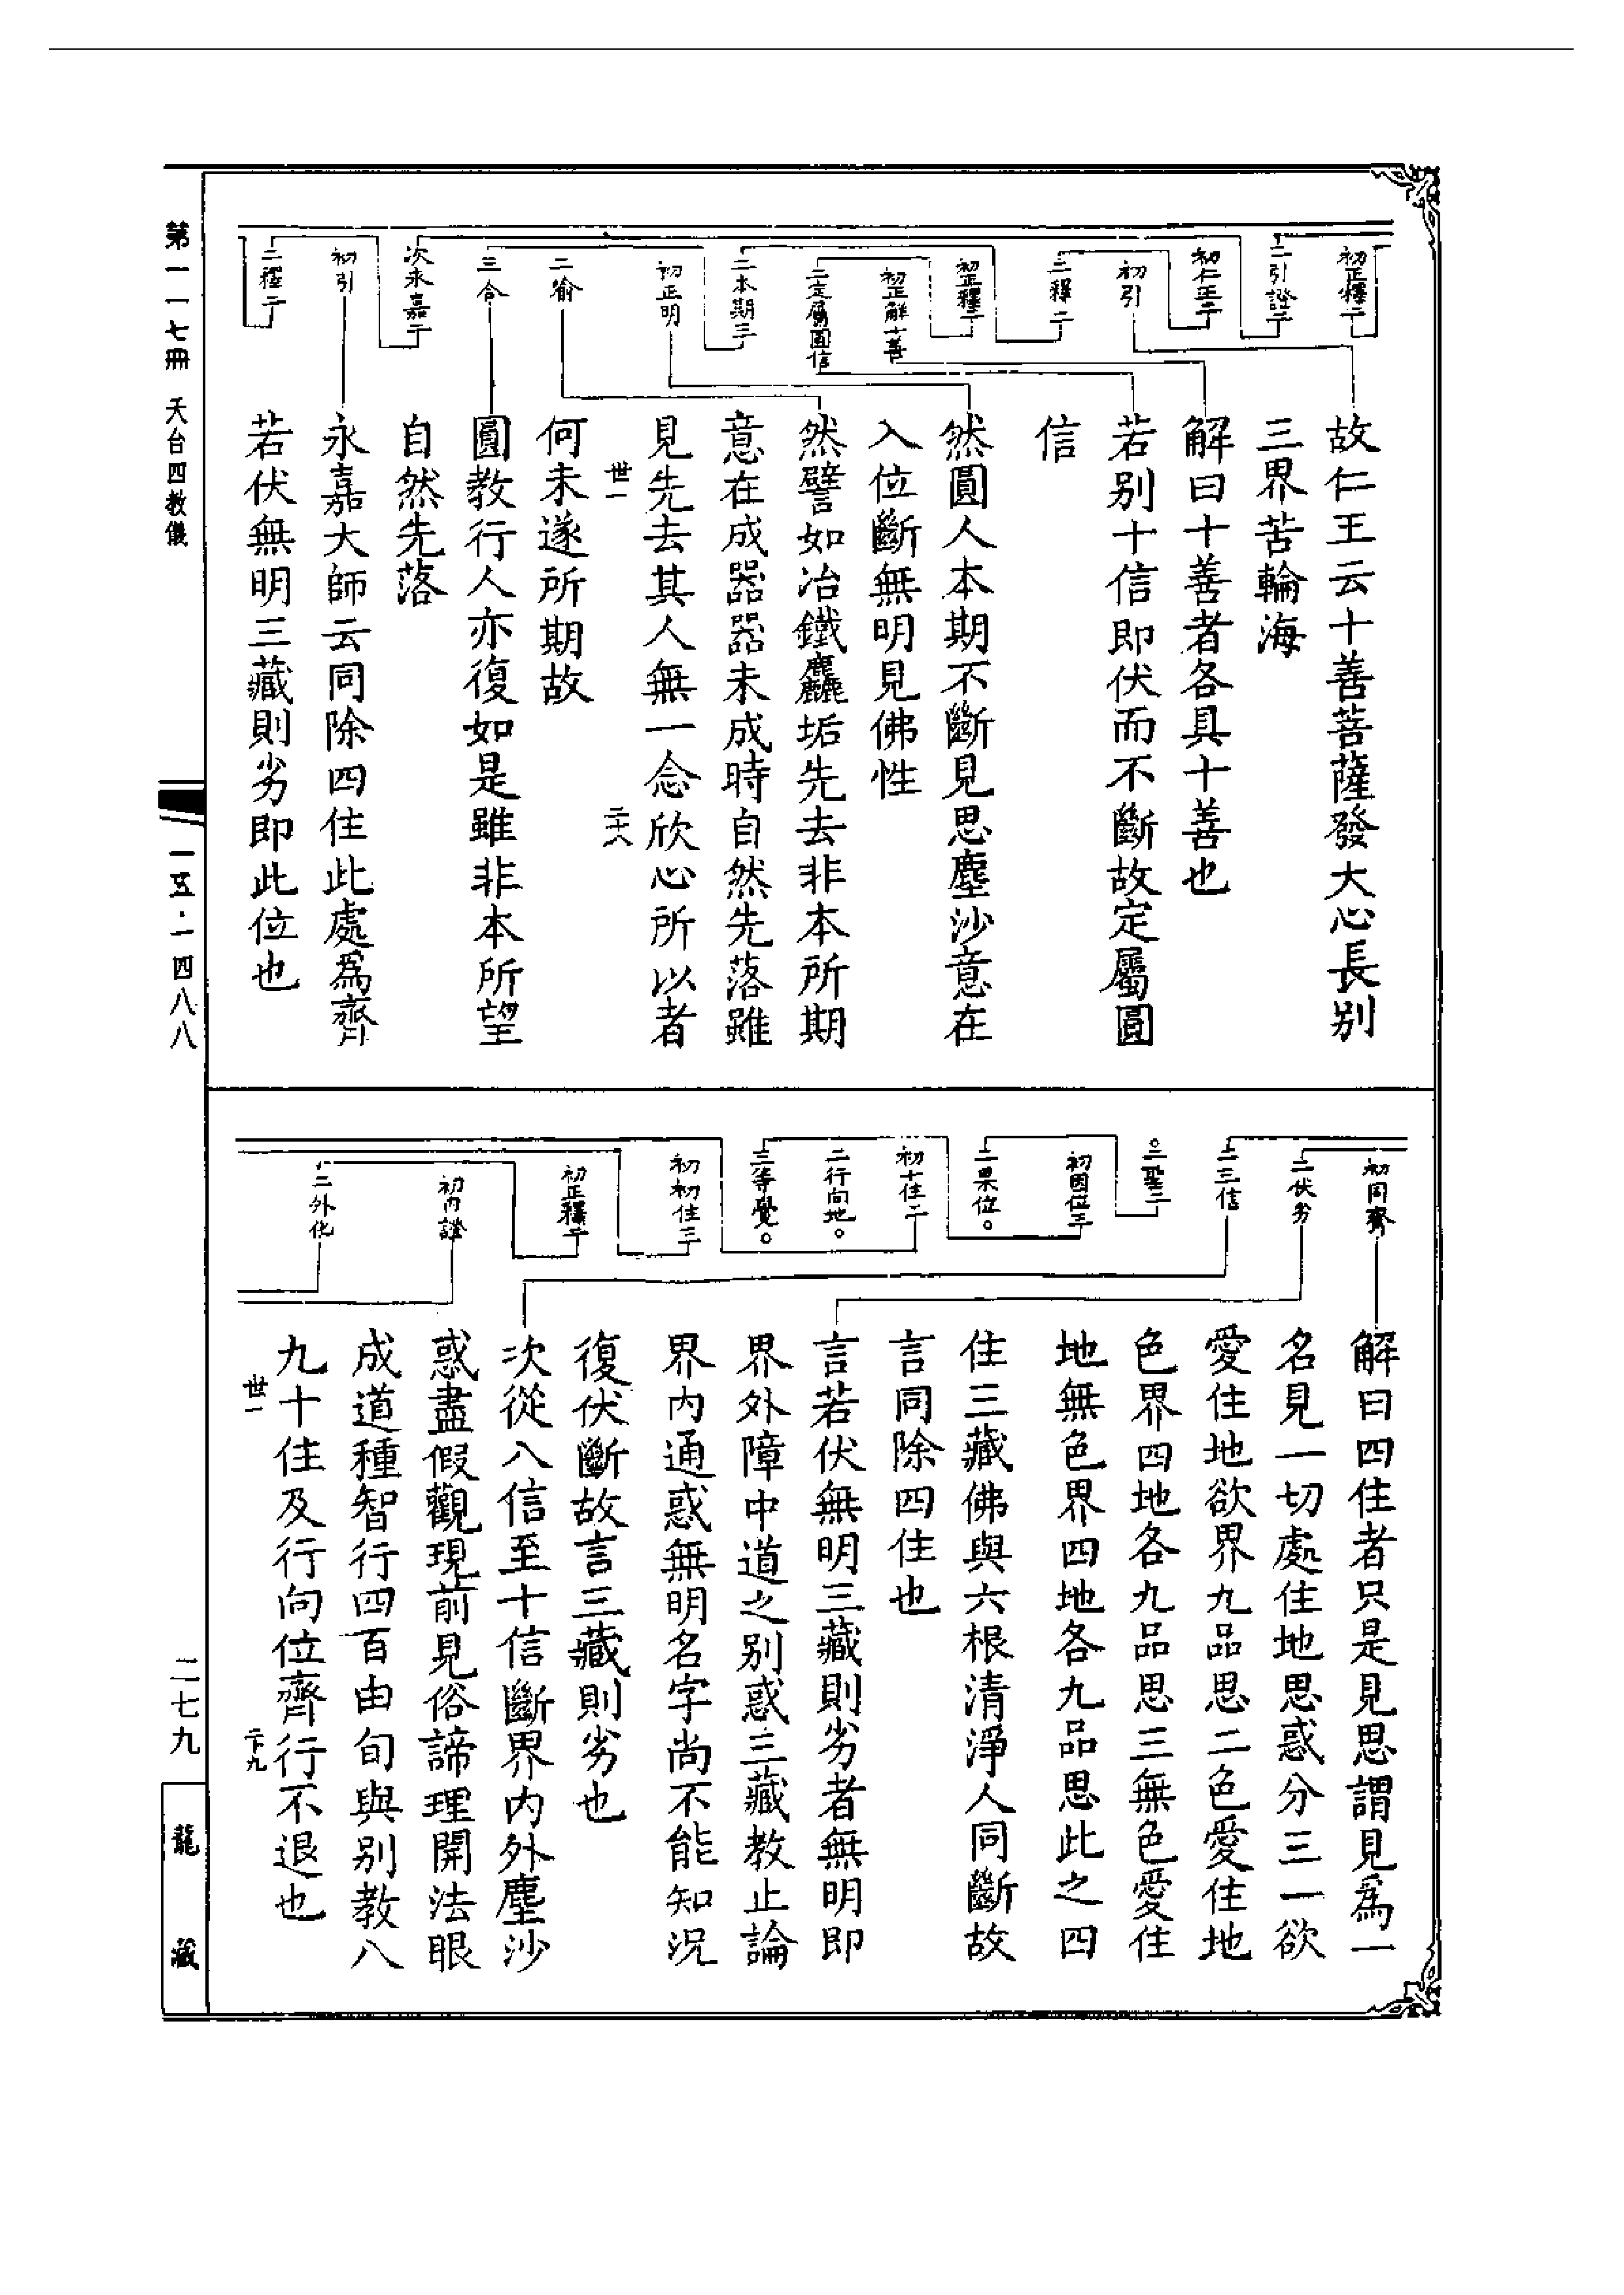 初正釋二
二引證二
初仁王二
初引
二釋二
初正釋二
初正解十善
二定屬圓信
二本期三
初正明
二喻
三合
次永嘉二
初引
二釋二
故仁王云十善菩薩發大心長别
三界苦輪海
解曰十善者各具十善也
若别十信即伏而不斷故定屬圓
信
然圓人本期不斷見思塵沙意在
入位斷無明見佛性
然譬如冶鐵麤垢先去非本所期
意在成器器未成時自然先落雖
見先去其人無一念欣心所以者
世一
二十八
何未遂所期故
圓教行人亦復如是雖非本所望
自然先落
永嘉大師云同除四住此處爲齊
若伏無明三藏則劣即此位也
初同齊
二伏劣
二三信
○二聖二
初因位三
二果位○
初十住二
二行向地○
三等覺○
初初住三
初正釋二
初内證
二外化
解曰四住者只是見思謂見爲一
名見一切處住地思惑分三一欲
愛住地欲界九品思二色愛住地
色界四地各九品思三無色愛住
地無色界四地各九品思此之四
住三藏佛與六根清淨人同斷故
言同除四住也
言若伏無明三藏則劣者無明即
界外障中道之别惑三藏教止論
界内通惑無明名字尚不能知況
復伏斷故言三藏則劣也
次從八信至十信斷界内外塵沙
惑盡假觀現前見俗諦理開法眼
成道種智行四百由旬與别教八
九十住及行向位齊行不退也
世一
二十九
第一一七冊 天台四教儀
一五·一四八八
二七九
龍藏